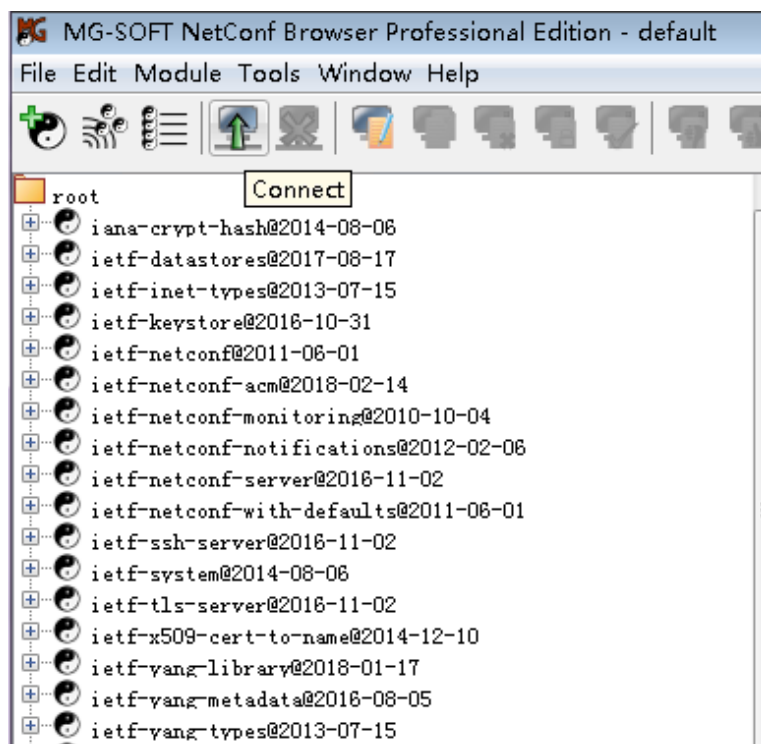 MG-SOFT NetConf Browser Professional Edition - default
File Edit Module Tools Window Help
Connect
root
iana-crypt-hash@2014-08-06
ietf-datastores@2017-08-17
ietf-inet-types@2013-07-15
ietf-keystore@2016-10-31
ietf-netconf@2011-06-01
ietf-netconf-acm@2018-02-14
ietf-netconf-monitoring@2010-10-04
ietf-netconf-notifications@2012-02-06
ietf-netconf-server@2016-11-02
ietf-netconf-with-defaults@2011-06-01
ietf-ssh-server@2016-11-02
ietf-system@2014-08-06
ietf-tls-server@2016-11-02
ietf-x509-cert-to-name@2014-12-10
ietf-yang-library@2018-01-17
ietf-yang-metadata@2016-08-05
ietf-yang-types@2013-07-15